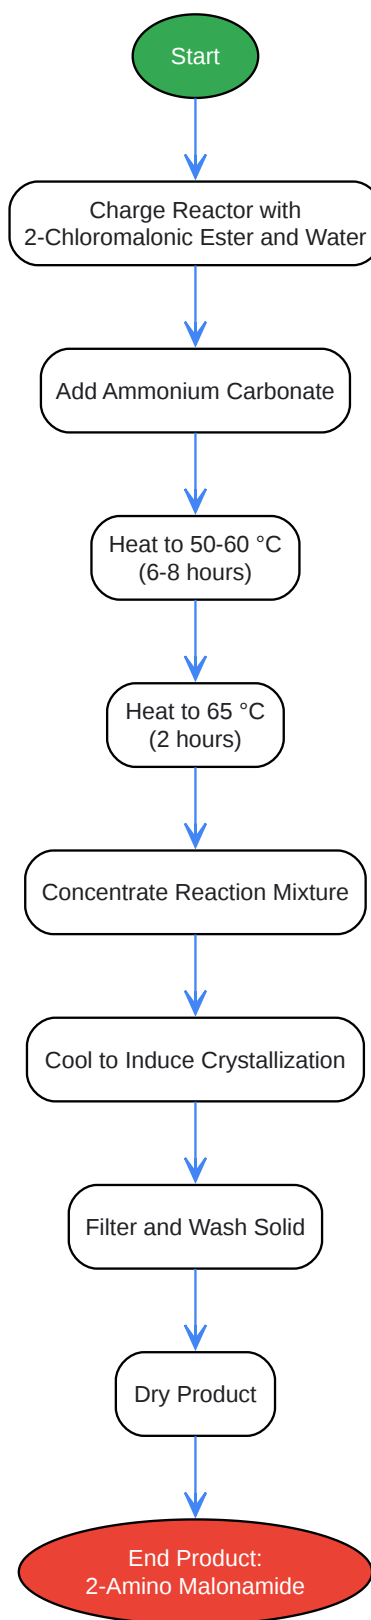 Start
Charge Reactor with
2-Chloromalonic Ester and Water
Add Ammonium Carbonate
Heat to 50-60 °C
(6-8 hours)
Heat to 65 °C
(2 hours)
Concentrate Reaction Mixture
Cool to Induce Crystallization
Filter and Wash Solid
Dry Product
End Product:
2-Amino Malonamide